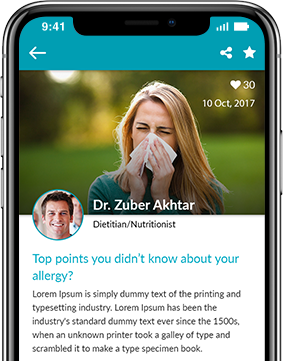 9:41
30
10 Oct, 2017
Dr. Zuber Akhtar
Dietitian/Nutritionist
Top points you didn't know about your
allergy?
Lorem Ipsum is simply dummy text of the printing and
typesetting industry. Lorem Ipsum has been the
industry's standard dummy text ever since the 1500s,
when an unknown printer took a galley of type and
scrambled it to make a type specimen book.